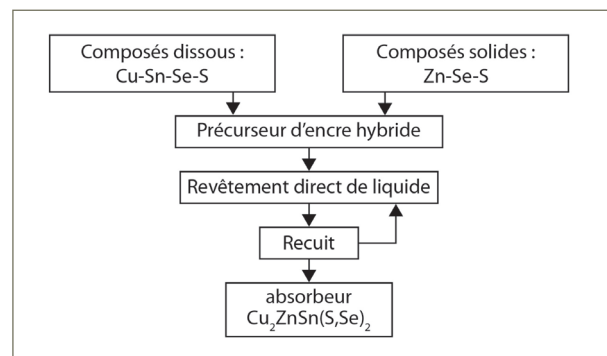 Composés dissous :
Cu-Sn-Se-S
Composés solides :
Zn-Se-S
Précurseur d'encre hybride
Revêtement direct de liquide
Recuit
absorbeur
Cu₂ZnSn(S,Se)₂